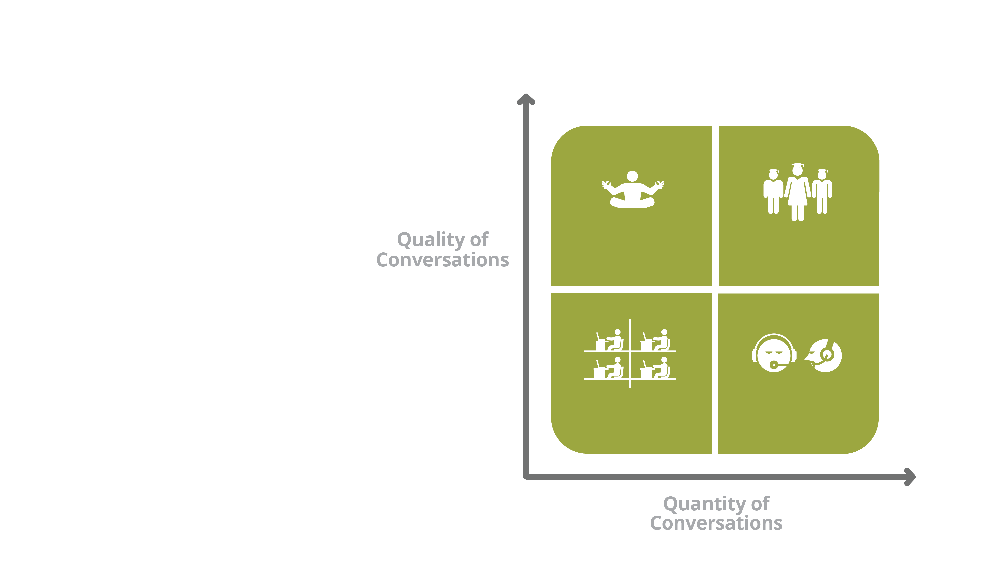 Quality of
Conversations
Quantity of
Conversations